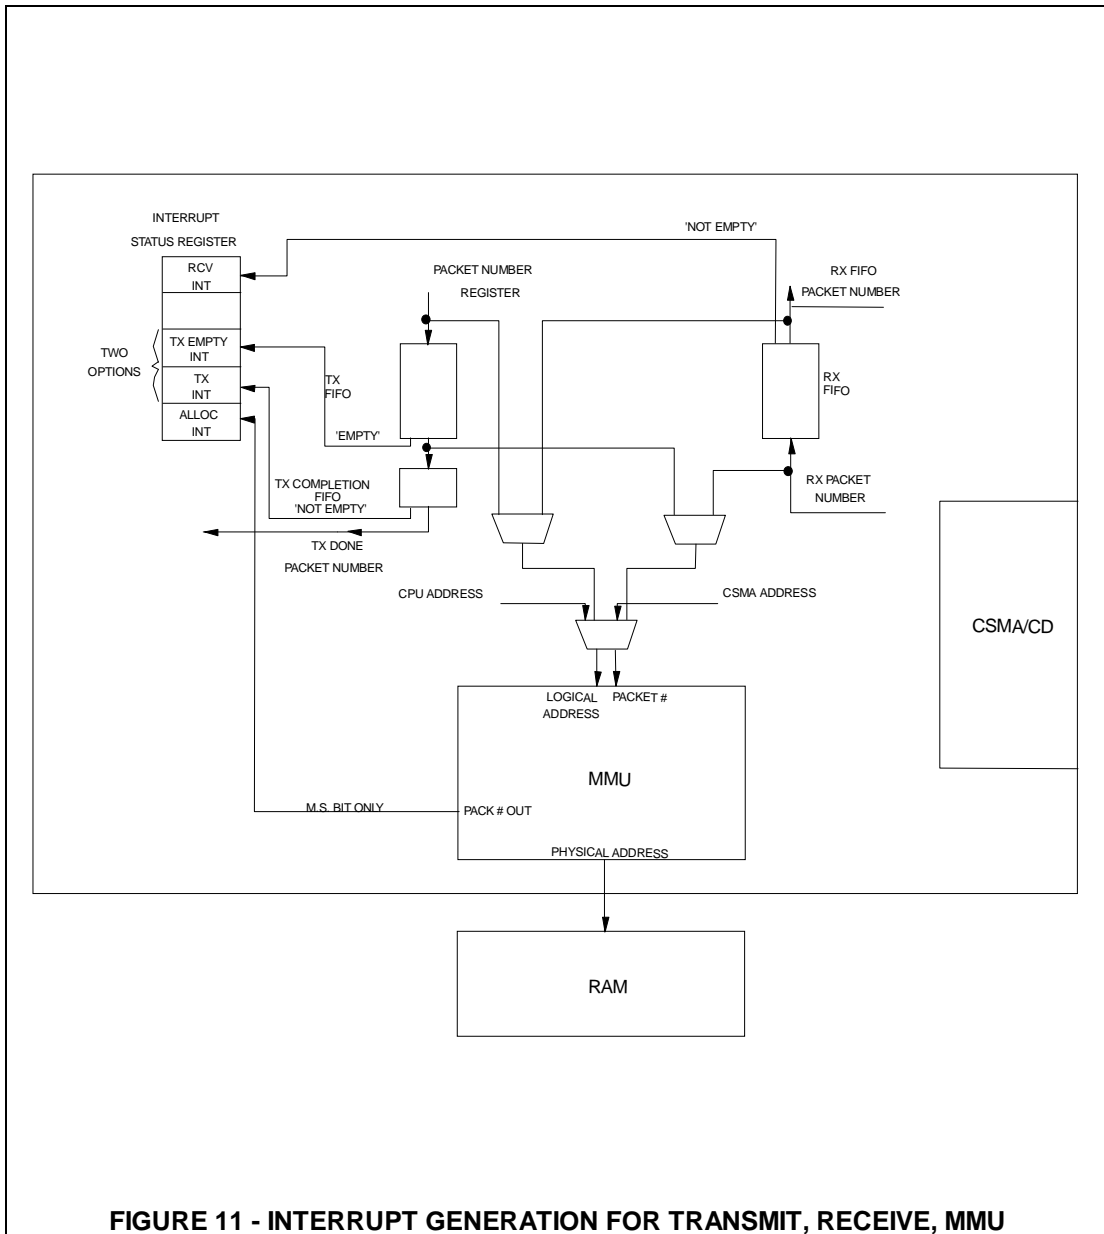 INTERRUPT
STATUS REGISTER
RCV
INT
TX EMPTY
INT
TX
INT
ALLOC
INT
TWO
OPTIONS
'NOT EMPTY'
PACKET NUMBER
REGISTER
RX FIFO
PACKET NUMBER
TX
FIFO
RX
FIFO
'EMPTY'
TX COMPLETION
FIFO
'NOT EMPTY'
RX PACKET
NUMBER
TX DONE
PACKET NUMBER
CPU ADDRESS
CSMA ADDRESS
CSMA/CD
LOGICAL
ADDRESS
PACKET #
MMU
M.S. BIT ONLY
PACK # OUT
PHYSICAL ADDRESS
RAM
FIGURE 11 - INTERRUPT GENERATION FOR TRANSMIT, RECEIVE, MMU